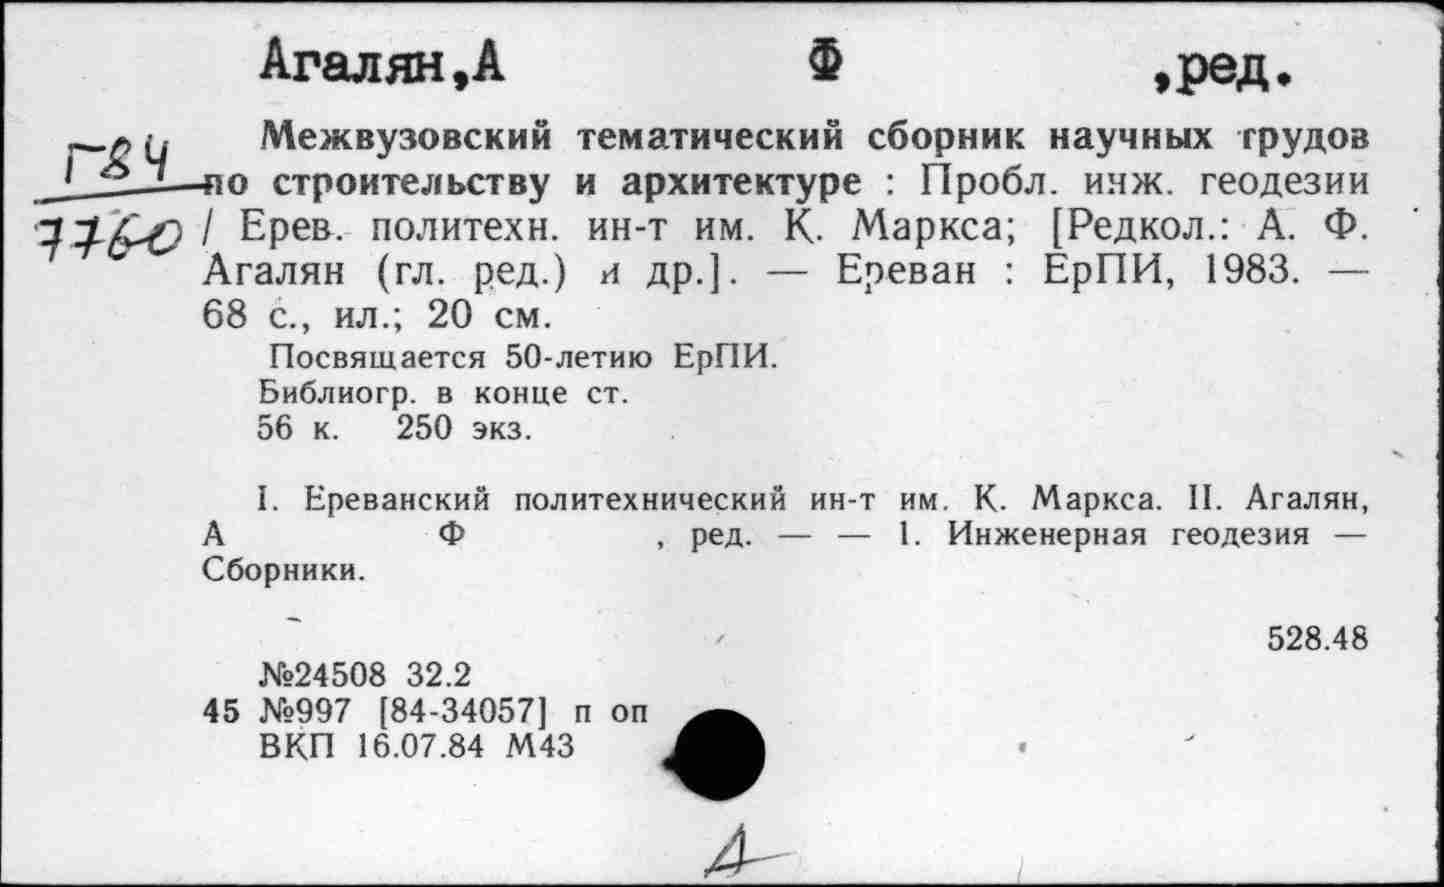 Агалян,А Ф ,ред.
Г84
7760
Межвузовский тематический сборник научных трудов
по строительству и архитектуре : Пробл. инж. геодезии
/ Ерев. политехн. ин-т им. К. Маркса; [Редкол.: А. Ф.
Агалян (гл. ред.) и др.]. — Ереван : ЕрПИ, 1983. —
68 с., ил.; 20 см.
Посвящается 50-летию ЕрПИ.
Библиогр. в конце ст.
56 к. 250 экз.
I. Ереванский политехнический ин-т им. К. Маркса. II. Агалян,
А Ф , ред. — — 1. Инженерная геодезия —
Сборники.
528.48
№24508 32.2
45 №997 [84-34057] п оп
ВКП 16.07.84 М43